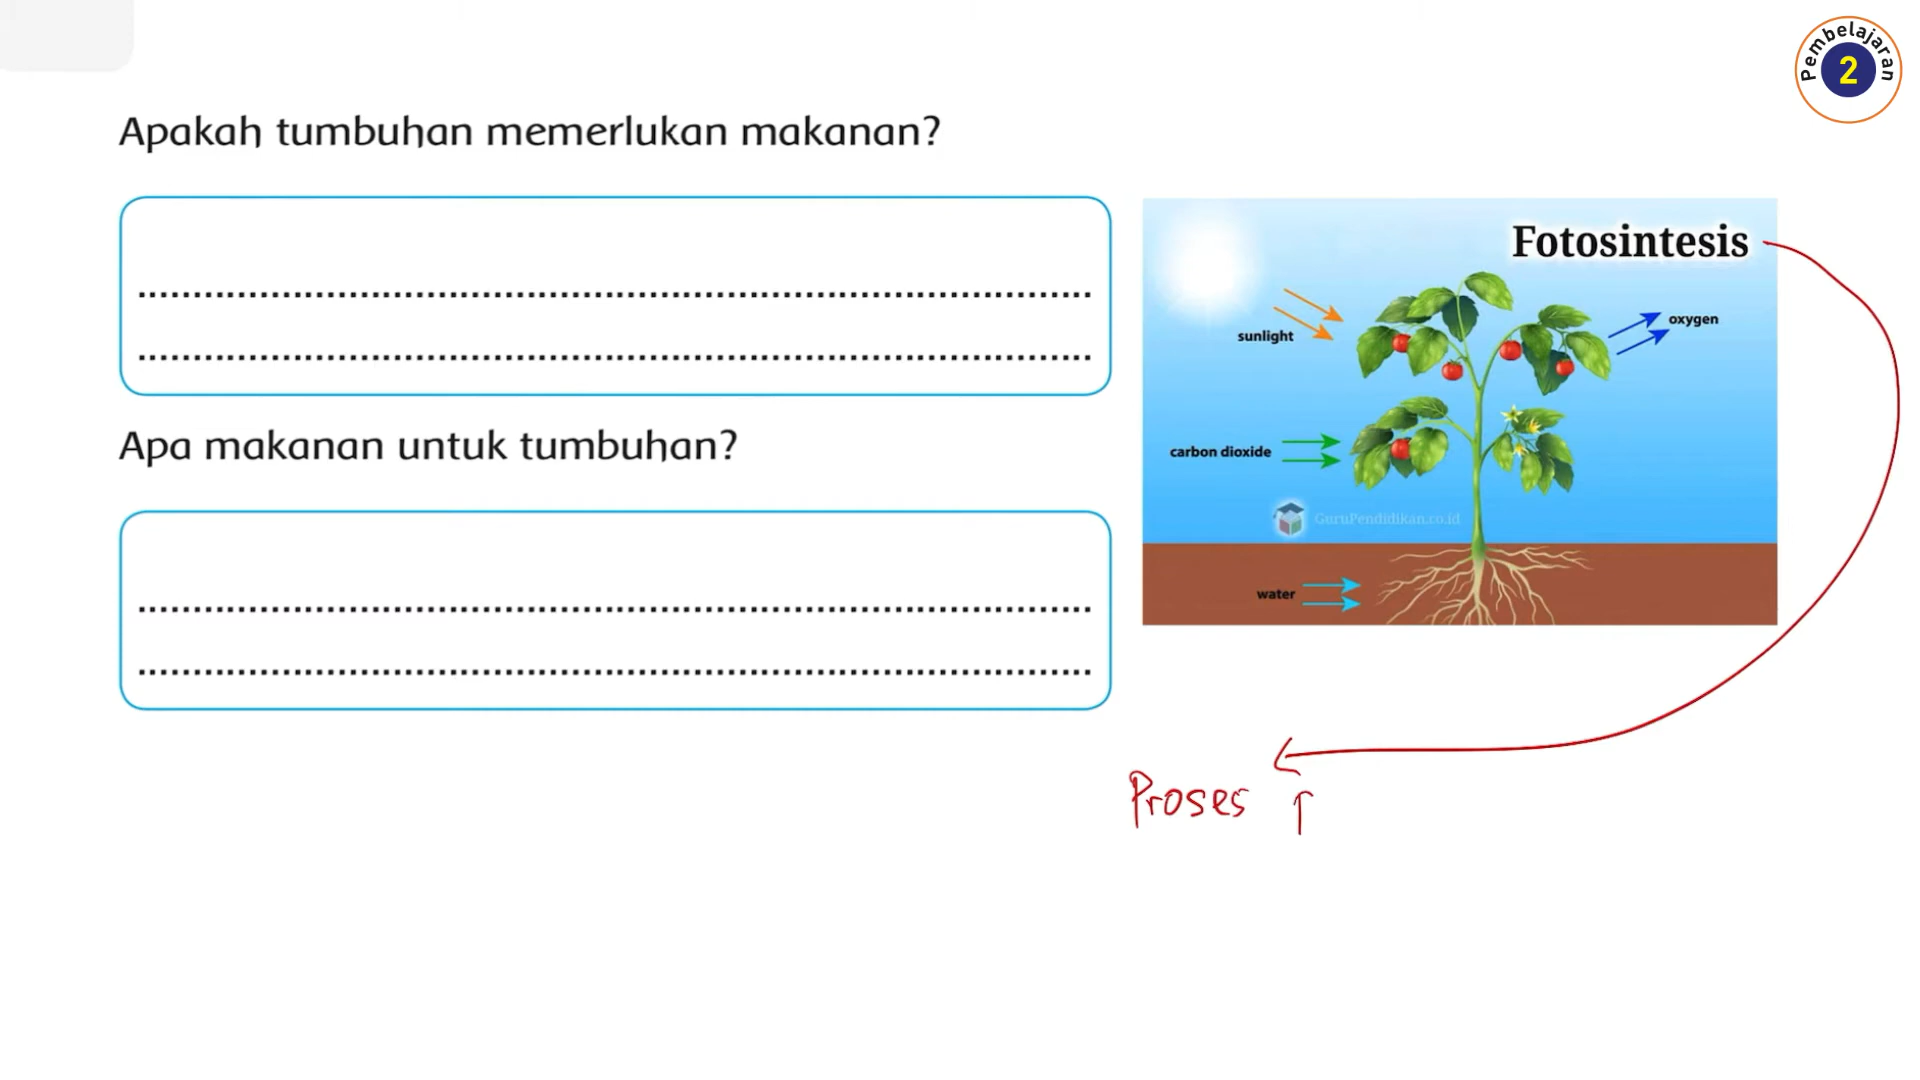 Pembelajaran
2
Apakah tumbuhan memerlukan makanan?
Fotosintesis
sunlight
oxygen
carbon dioxide
GuruPendidikan.co.id
water
Apa makanan untuk tumbuhan?
Proses